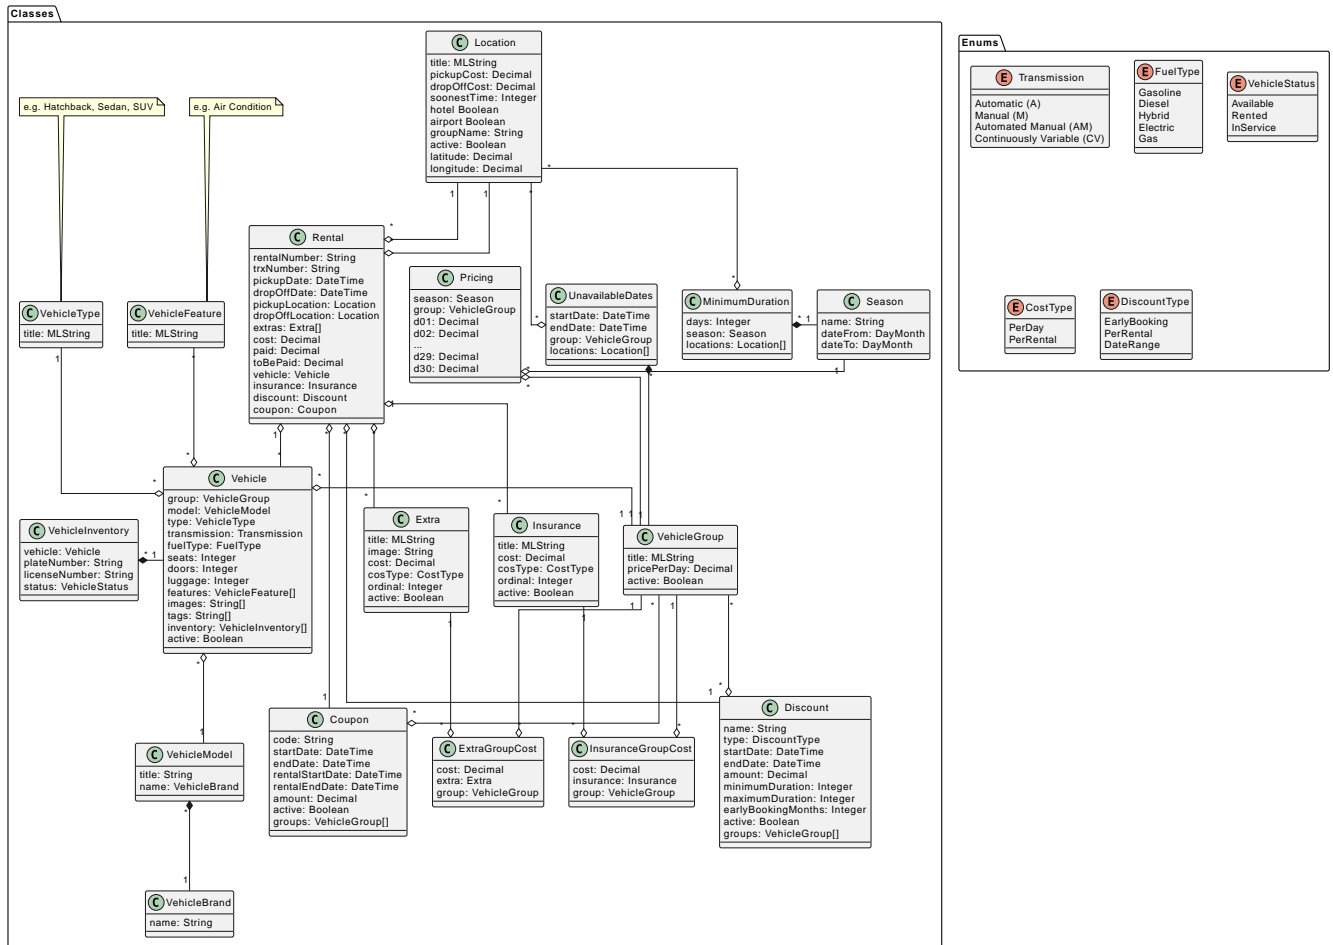 Classes
C Location
title: MLString
pickupCost: Decimal
dropOffCost: Decimal
soonestTime: Integer
hotel Boolean
airport Boolean
groupName: String
active: Boolean
latitude: Decimal
longitude: Decimal
e.g. Hatchback, Sedan, SUV
e.g. Air Condition
C Rental
rentalNumber: String
trxNumber: String
pickupDate: DateTime
dropOffDate: DateTime
pickupLocation: Location
dropOffLocation: Location
extras: Extra[]
cost: Decimal
paid: Decimal
toBePaid: Decimal
vehicle: Vehicle
insurance: Insurance
discount: Discount
coupon: Coupon
C Pricing
season: Season
group: VehicleGroup
d01: Decimal
d02: Decimal
...
d29: Decimal
d30: Decimal
C UnavailableDates
startDate: DateTime
endDate: DateTime
group: VehicleGroup
locations: Location[]
C MinimumDuration
days: Integer
season: Season
locations: Location[]
C Season
name: String
dateFrom: DayMonth
dateTo: DayMonth
C VehicleType
title: MLString
C VehicleFeature
title: MLString
C Vehicle
group: VehicleGroup
model: VehicleModel
type: VehicleType
transmission: Transmission
fuelType: FuelType
seats: Integer
doors: Integer
luggage: Integer
features: VehicleFeature[]
images: String[]
tags: String[]
inventory: VehicleInventory[]
active: Boolean
C VehicleInventory
vehicle: Vehicle
plateNumber: String
licenseNumber: String
status: VehicleStatus
C Extra
title: MLString
image: String
cost: Decimal
cosType: CostType
ordinal: Integer
active: Boolean
C Insurance
title: MLString
cost: Decimal
cosType: CostType
ordinal: Integer
active: Boolean
C VehicleGroup
title: MLString
pricePerDay: Decimal
active: Boolean
C VehicleModel
title: String
name: VehicleBrand
C Coupon
code: String
startDate: DateTime
endDate: DateTime
rentalStartDate: DateTime
rentalEndDate: DateTime
amount: Decimal
active: Boolean
groups: VehicleGroup[]
C ExtraGroupCost
cost: Decimal
extra: Extra
group: VehicleGroup
C InsuranceGroupCost
cost: Decimal
insurance: Insurance
group: VehicleGroup
C Discount
name: String
type: DiscountType
startDate: DateTime
endDate: DateTime
amount: Decimal
minimumDuration: Integer
maximumDuration: Integer
earlyBookingMonths: Integer
active: Boolean
groups: VehicleGroup[]
C VehicleBrand
name: String
Enums
E Transmission
Automatic (A)
Manual (M)
Automated Manual (AM)
Continuously Variable (CV)
E FuelType
Gasoline
Diesel
Hybrid
Electric
Gas
E VehicleStatus
Available
Rented
InService
E CostType
PerDay
PerRental
E DiscountType
EarlyBooking
PerRental
DateRange